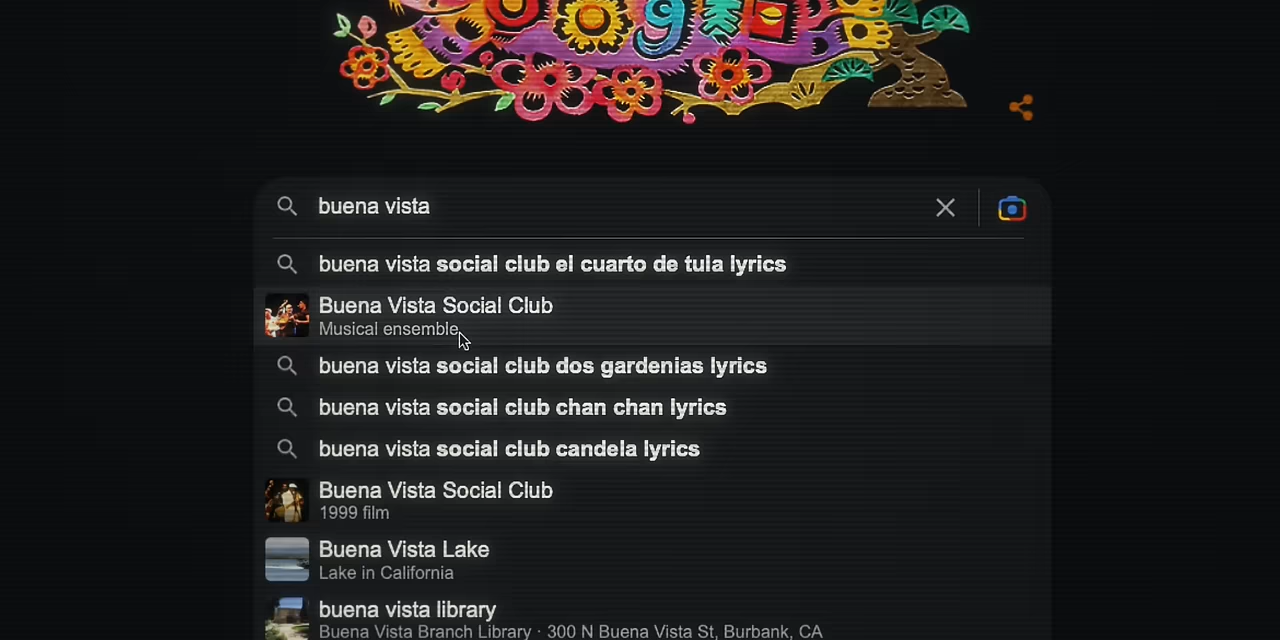 buena vista
buena vista social club el cuarto de tula lyrics
Buena Vista Social Club
Musical ensemble
buena vista social club dos gardenias lyrics
buena vista social club chan chan lyrics
buena vista social club candela lyrics
Buena Vista Social Club
1999 film
Buena Vista Lake
Lake in California
buena vista library
Buena Vista Branch Library · 300 N Buena Vista St, Burbank, CA